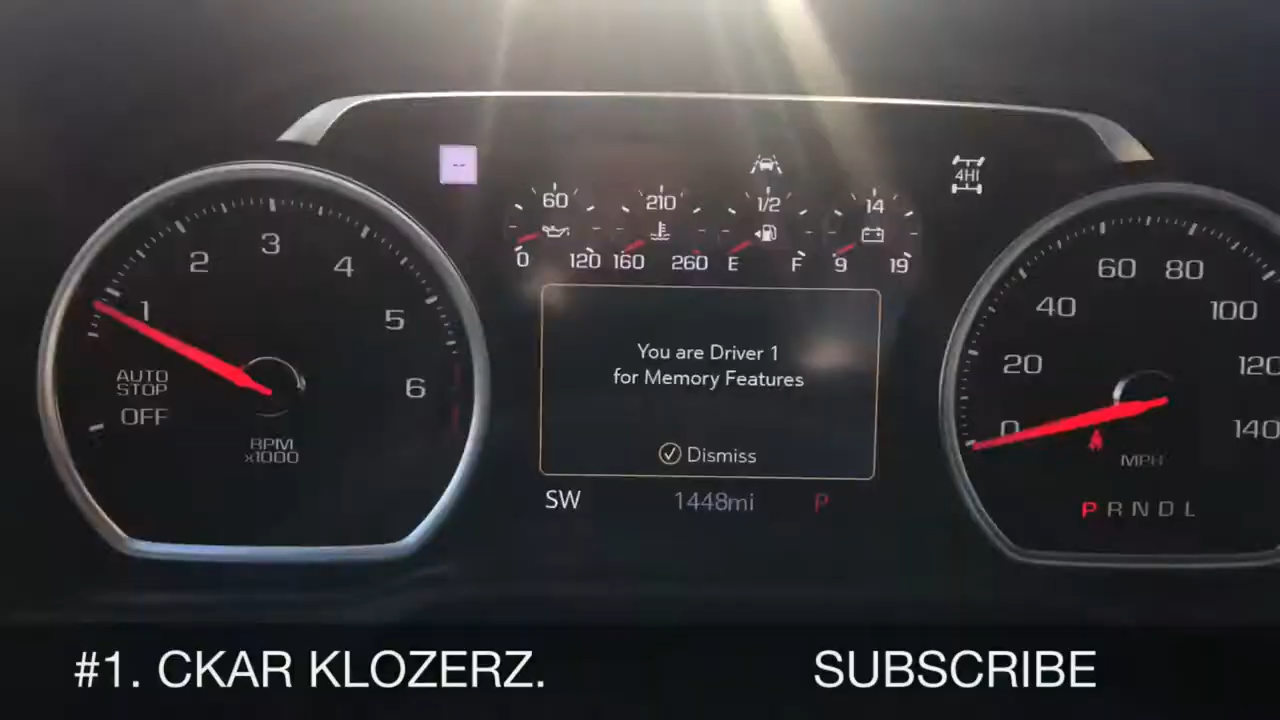 --
4HI
60
210
1/2
14
0 120
160 260
E F
9 19
1 2 3 4 5 6
AUTO
STOP
OFF
RPM
x1000
You are Driver 1
for Memory Features
Dismiss
SW 1448mi P
0 20 40 60 80 100 120 140
MPH
P R N D L
#1. CKAR KLOZERZ. SUBSCRIBE